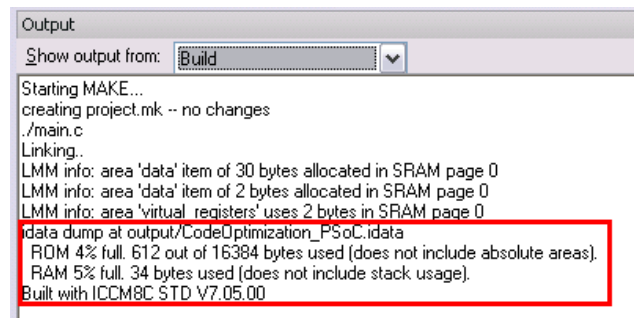 Output
Show output from: Build
Starting MAKE...
creating project.mk -- no changes
./main.c
Linking..
LMM info: area 'data' item of 30 bytes allocated in SRAM page 0
LMM info: area 'data' item of 2 bytes allocated in SRAM page 0
LMM info: area 'virtual_registers' uses 2 bytes in SRAM page 0
idata dump at output/CodeOptimization_PSoC.idata
ROM 4% full. 612 out of 16384 bytes used (does not include absolute areas).
RAM 5% full. 34 bytes used (does not include stack usage).
Built with ICCM8C STD V7.05.00